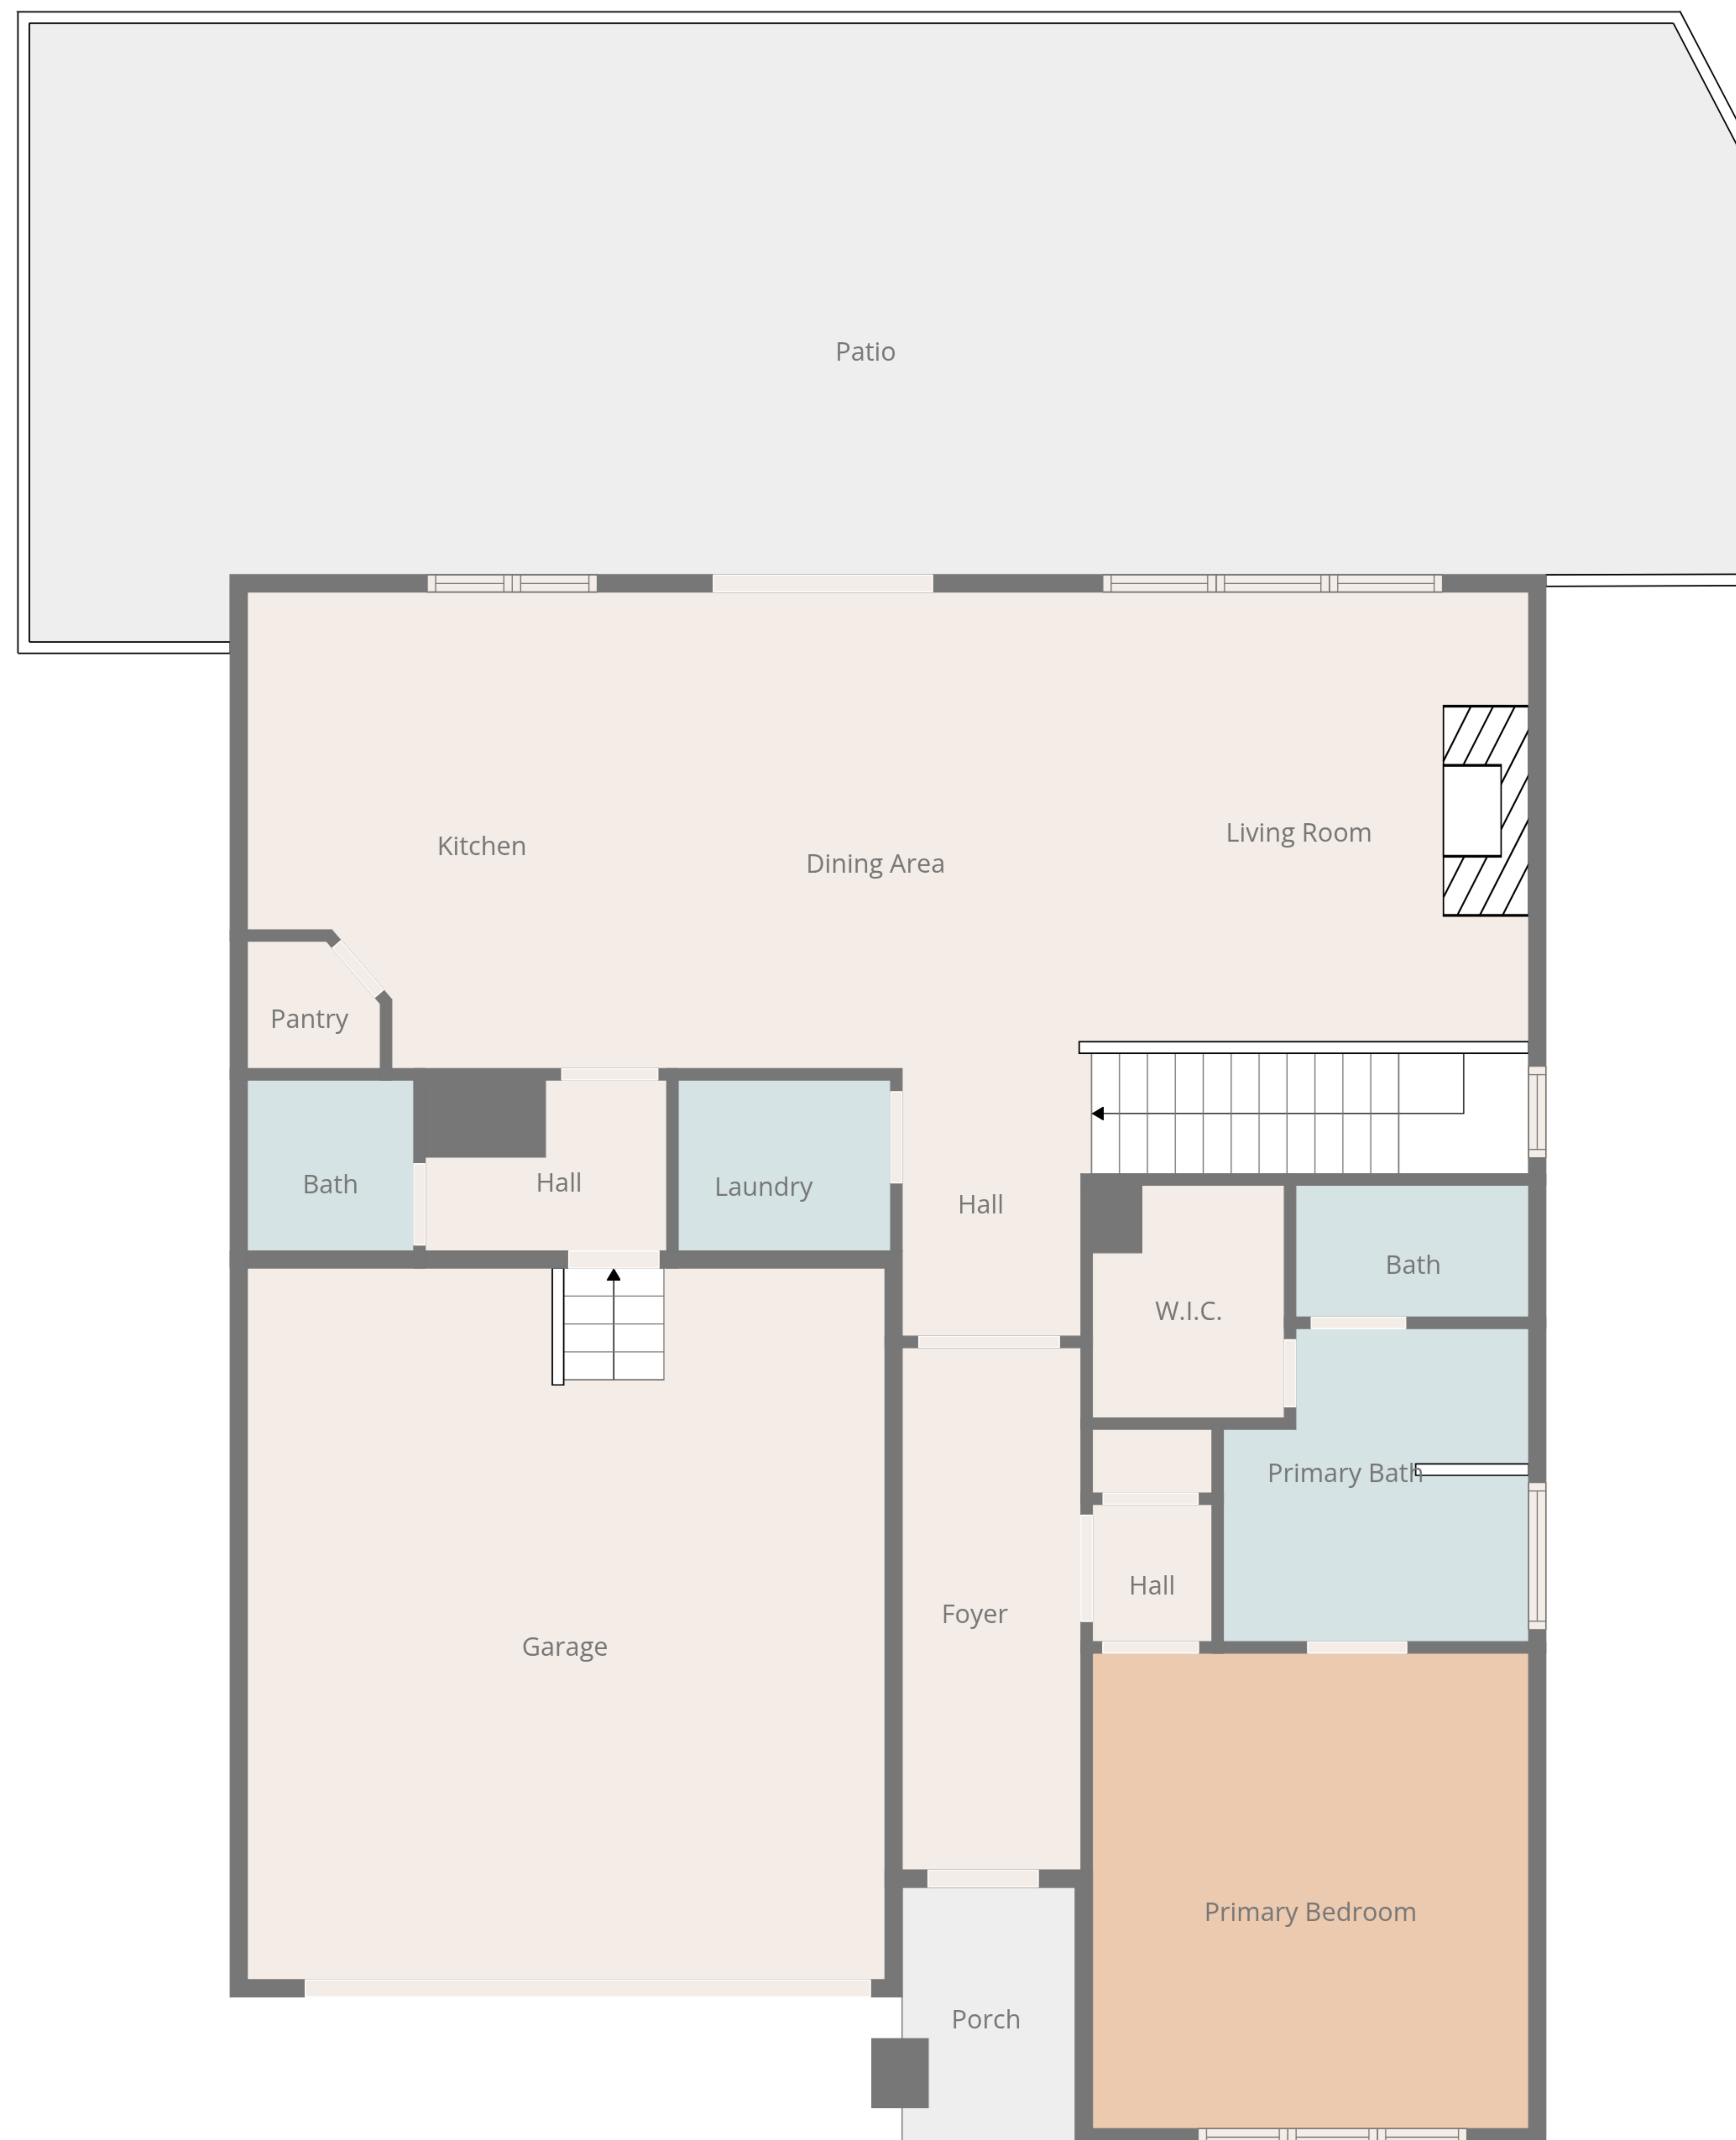 Patio
Kitchen
Dining Area
Living Room
Pantry
Bath
Hall
Laundry
Hall
Bath
W.I.C.
Primary Bath
Hall
Foyer
Garage
Primary Bedroom
Porch